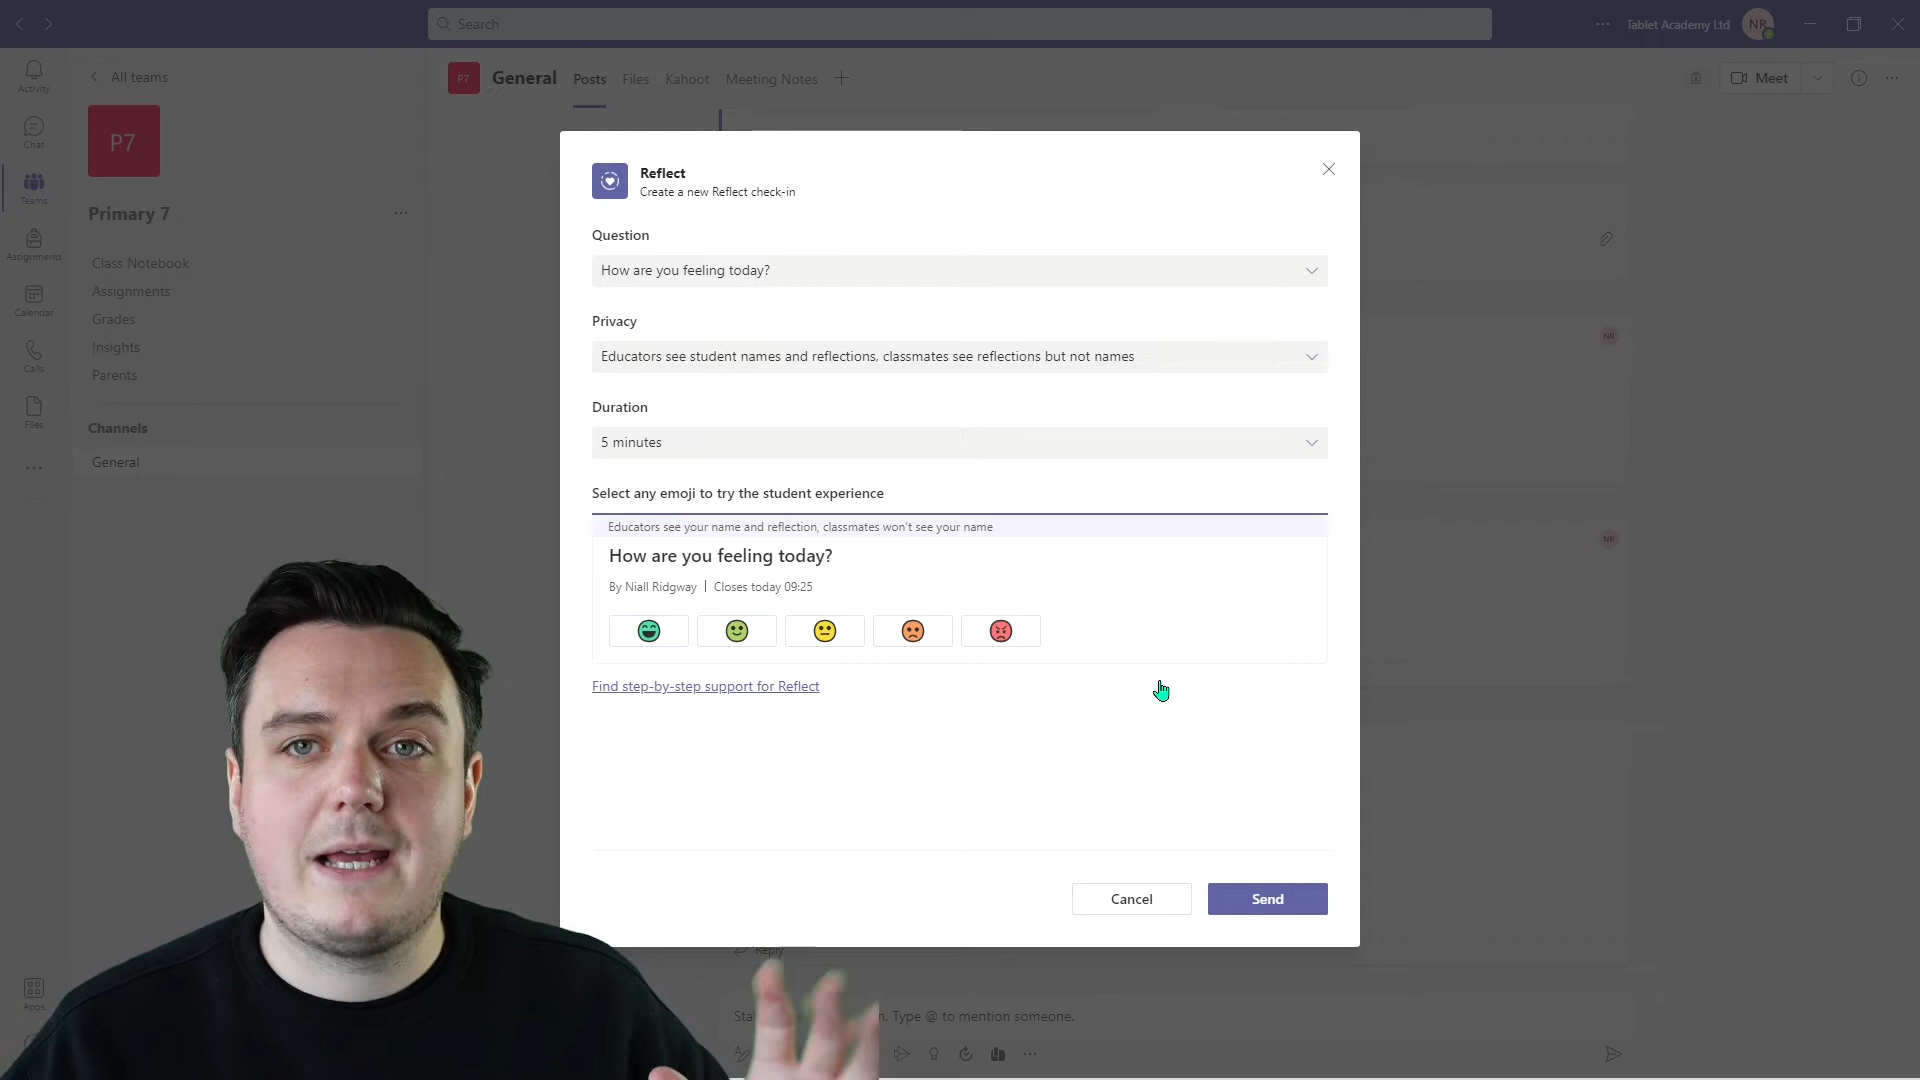 Search
Tablet Academy Ltd
NR
Activity
Chat
Teams
Assignments
Calendar
Calls
Files
Apps
All teams
P7
Primary 7
Class Notebook
Assignments
Grades
Insights
Parents
Channels
General
P7
General
Posts
Files
Kahoot
Meeting Notes
Meet
NR
NR
Reflect
Create a new Reflect check-in
Question
How are you feeling today?
Privacy
Educators see student names and reflections, classmates see reflections but not names
Duration
5 minutes
Select any emoji to try the student experience
Educators see your name and reflection, classmates won't see your name
How are you feeling today?
By Niall Ridgway | Closes today 09:25
Find step-by-step support for Reflect
Cancel
Send
Reply
Type @ to mention someone.